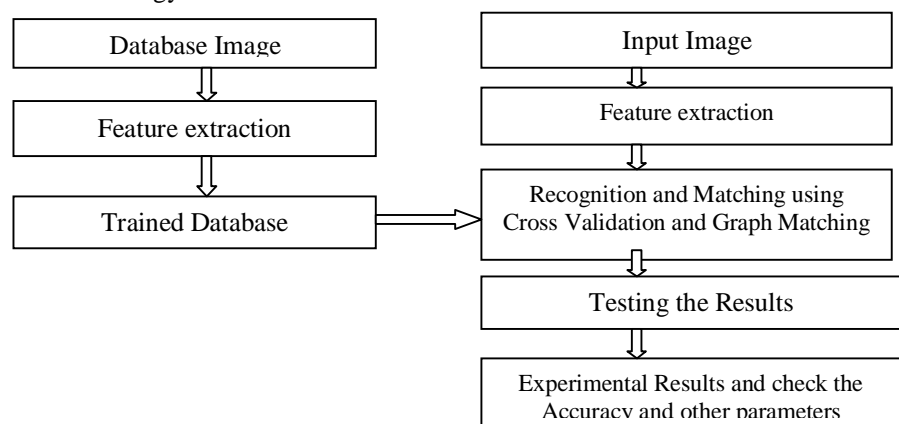 Database Image
Feature extraction
Trained Database
Input Image
Feature extraction
Recognition and Matching using
Cross Validation and Graph Matching
Testing the Results
Experimental Results and check the
Accuracy and other parameters